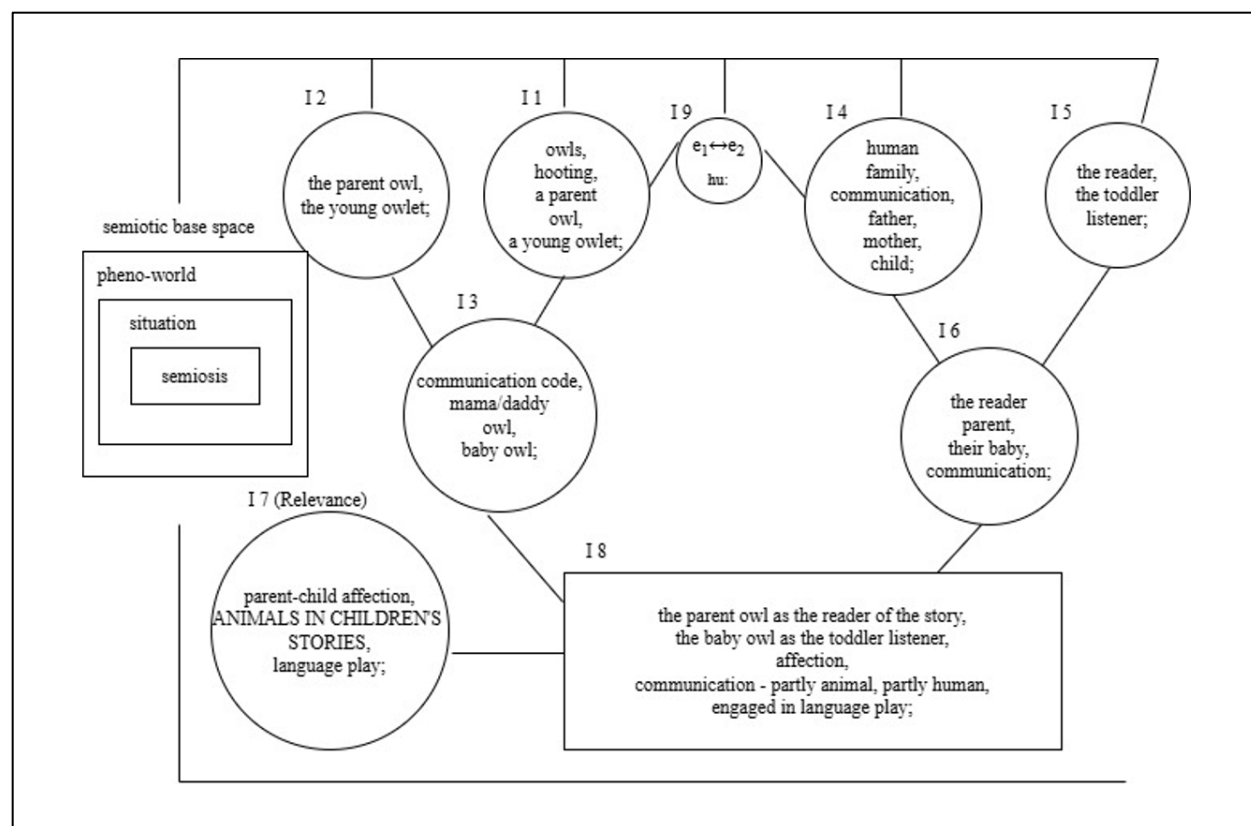 I 2
the parent owl,
the young owlet;
I 1
owls,
hooting,
a parent
owl,
a young owlet;
I 9
e₁↔e₂
hu:
I 4
human
family,
communication,
father,
mother,
child;
I 5
the reader,
the toddler
listener;
semiotic base space
pheno-world
situation
semiosis
I 3
communication code,
mama/daddy
owl,
baby owl;
I 6
the reader
parent,
their baby,
communication;
I 7 (Relevance)
parent-child affection,
ANIMALS IN CHILDREN'S
STORIES,
language play;
I 8
the parent owl as the reader of the story,
the baby owl as the toddler listener,
affection,
communication - partly animal, partly human,
engaged in language play;